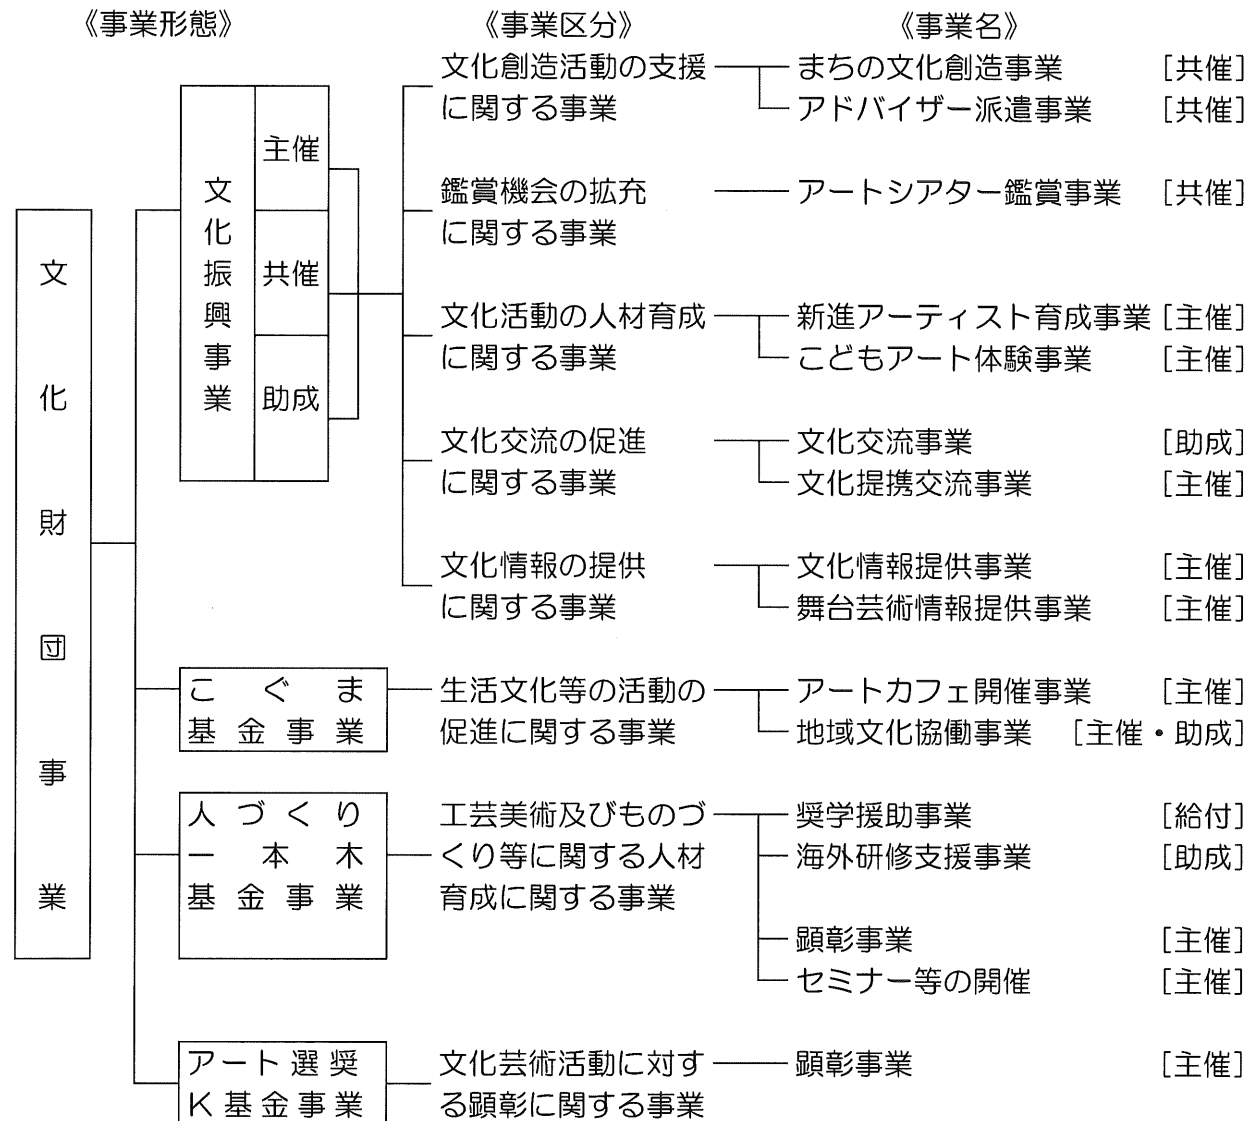 《事業形態》 《事業区分》 《事業名》
文化財団事業
文化振興事業
主催
共催
助成
文化創造活動の支援
に関する事業
まちの文化創造事業 [共催]
アドバイザー派遣事業 [共催]
鑑賞機会の拡充
に関する事業
アートシアター鑑賞事業 [共催]
文化活動の人材育成
に関する事業
新進アーティスト育成事業 [主催]
こどもアート体験事業 [主催]
文化交流の促進
に関する事業
文化交流事業 [助成]
文化提携交流事業 [主催]
文化情報の提供
に関する事業
文化情報提供事業 [主催]
舞台芸術情報提供事業 [主催]
こぐま
基金事業
生活文化等の活動の
促進に関する事業
アートカフェ開催事業 [主催]
地域文化協働事業 [主催・助成]
人づくり
一本木
基金事業
工芸美術及びものづ
くり等に関する人材
育成に関する事業
奨学援助事業 [給付]
海外研修支援事業 [助成]
顕彰事業 [主催]
セミナー等の開催 [主催]
アート選奨
K基金事業
文化芸術活動に対す
る顕彰に関する事業
顕彰事業 [主催]